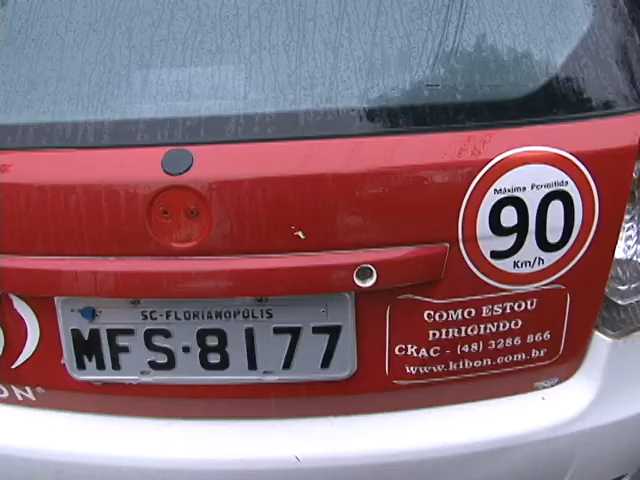 Máxima Permitida
90
Km/h
SC-FLORIANOPOLIS
MFS-8177
COMO ESTOU
DIRIGINDO
CKAC - (48) 3286 866
www.kibon.com.br